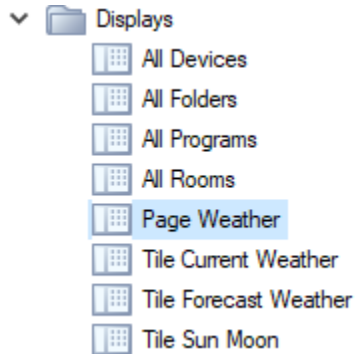 Displays
All Devices
All Folders
All Programs
All Rooms
Page Weather
Tile Current Weather
Tile Forecast Weather
Tile Sun Moon